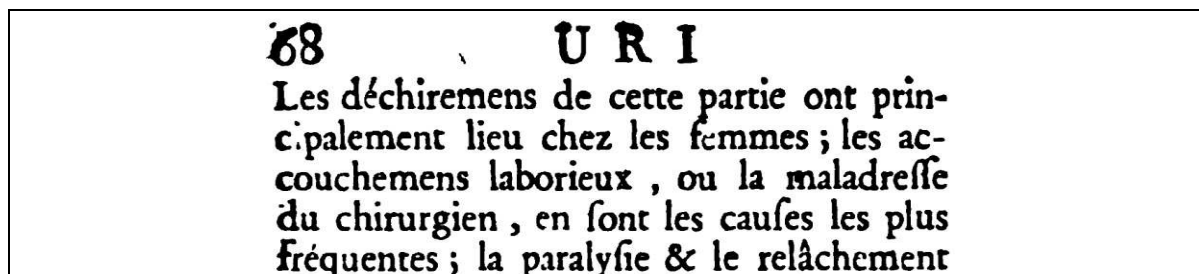 68 U R I
Les déchiremens de cette partie ont prin-
cipalement lieu chez les femmes ; les ac-
couchemens laborieux , ou la maladreſſe
du chirurgien , en ſont les cauſes les plus
fréquentes ; la paralyſie & le relâchement